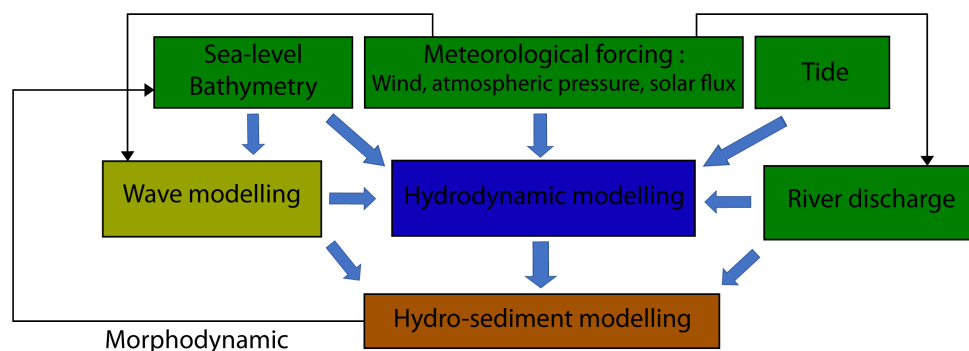 Sea-level
Bathymetry
Meteorological forcing :
Wind, atmospheric pressure, solar flux
Tide
Wave modelling
Hydrodynamic modelling
River discharge
Hydro-sediment modelling
Morphodynamic